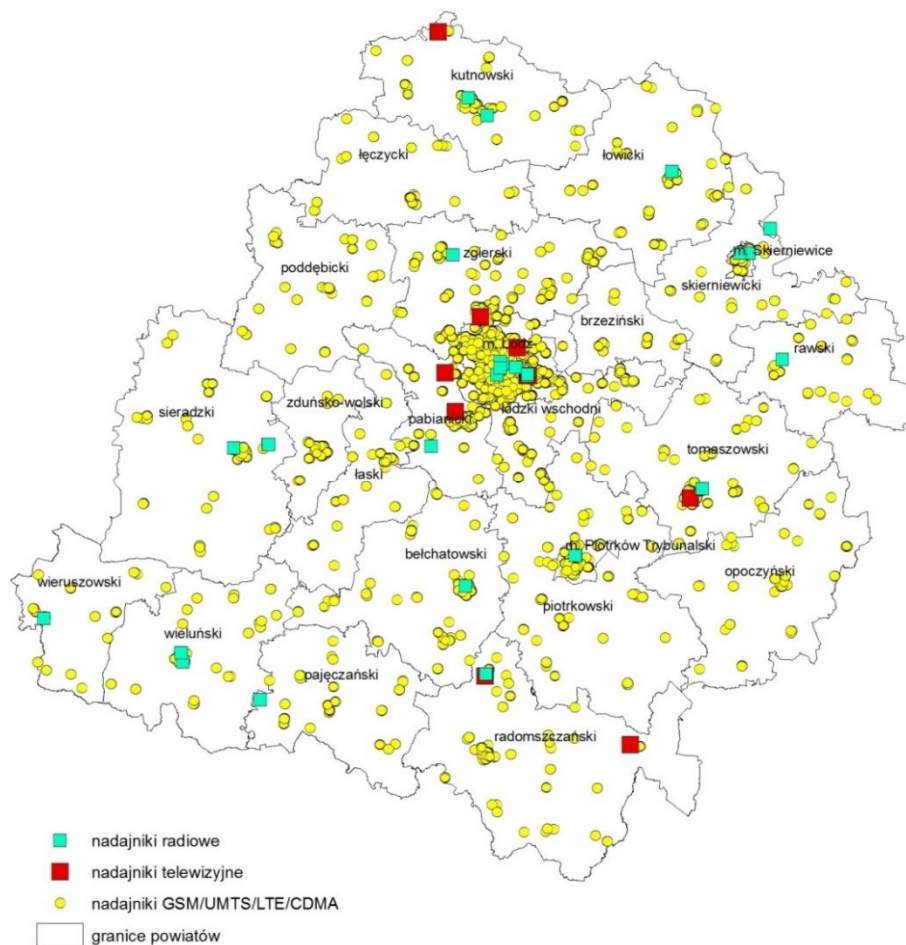 kutnowski
łęczycki
łowicki
m. Skierniewice
zgierski
poddębicki
skierniewicki
brzeziński
m. Łódź
rawski
zduńsko-wolski
łódzki wschodni
sieradzki
pabianicki
tomaszowski
łaski
m. Piotrków Trybunalski
bełchatowski
opoczyński
wieruszowski
piotrkowski
wieluński
pajęczański
radomszczański
nadajniki radiowe
nadajniki telewizyjne
nadajniki GSM/UMTS/LTE/CDMA
granice powiatów